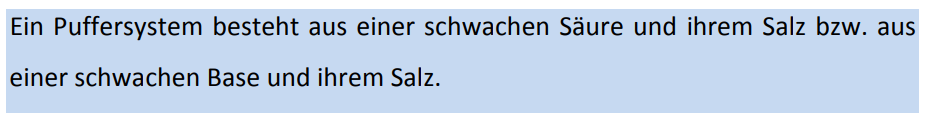 Ein Puffersystem besteht aus einer schwachen Säure und ihrem Salz bzw. aus
einer schwachen Base und ihrem Salz.